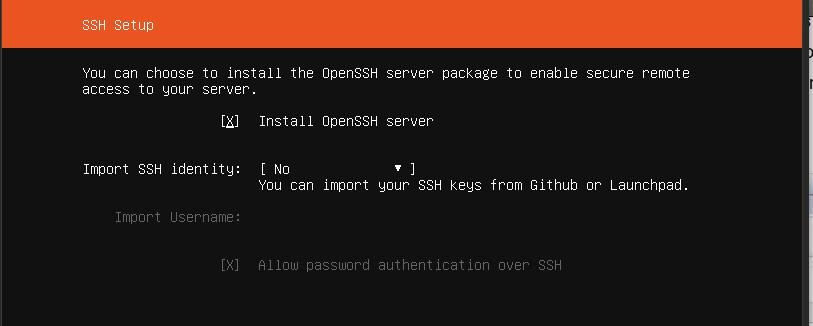 SSH Setup
You can choose to install the OpenSSH server package to enable secure remote
access to your server.
[X] Install OpenSSH server
Import SSH identity: [ No ▼ ]
You can import your SSH keys from Github or Launchpad.
Import Username:
[X] Allow password authentication over SSH